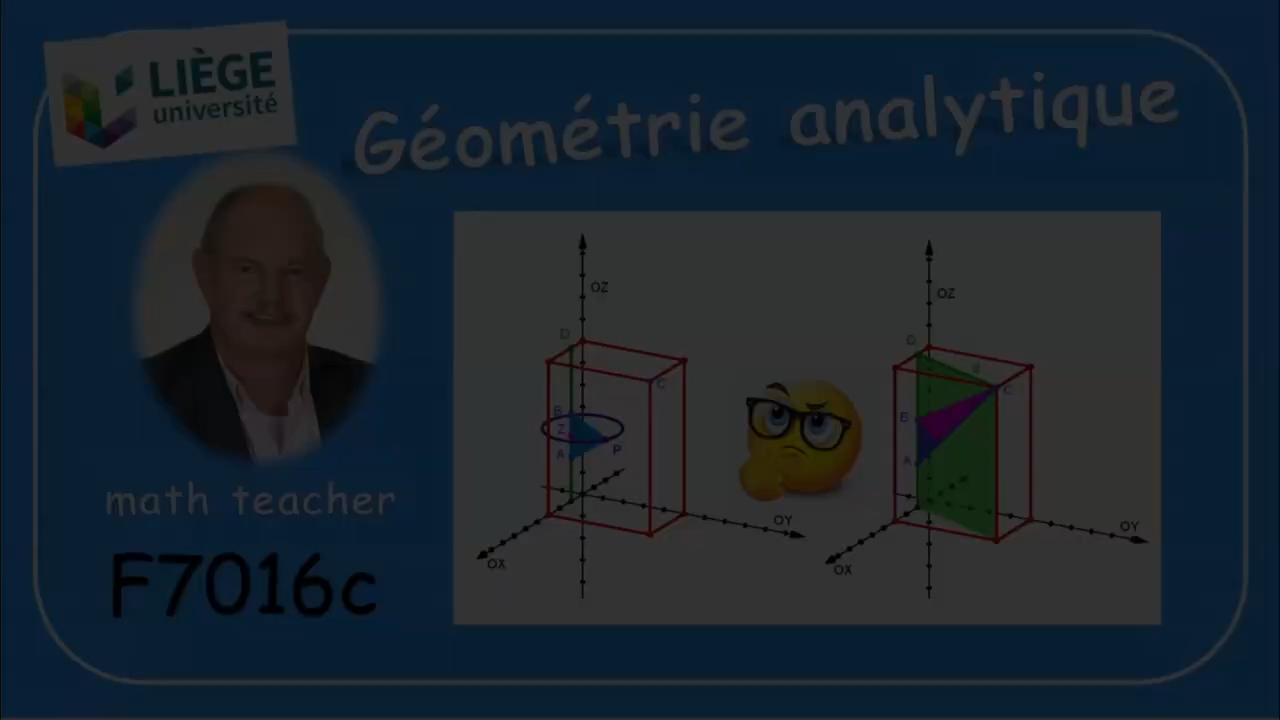 LIÈGE
université
Géométrie analytique
math teacher
F7016c
OZ
D
C
B
Z
A
P
OY
OX
OZ
C
B
A
OY
OX